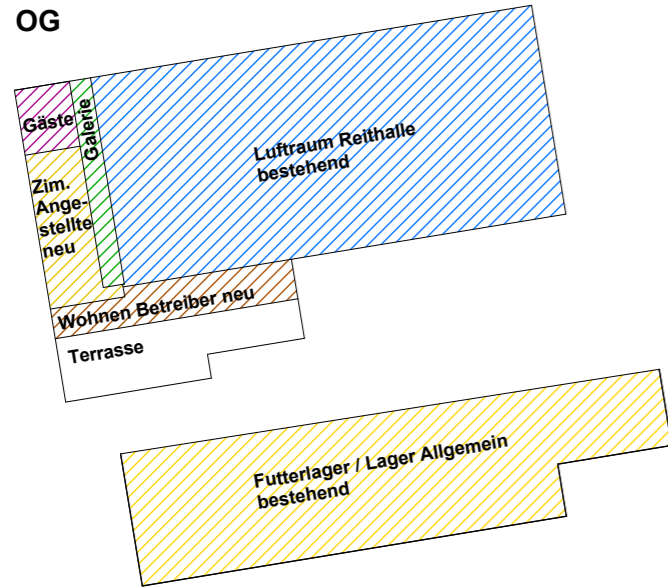 OG
Gäste
Galerie
Luftraum Reithalle
bestehend
Zim.
Ange-
stellte
neu
Wohnen Betreiber neu
Terrasse
Futterlager / Lager Allgemein
bestehend